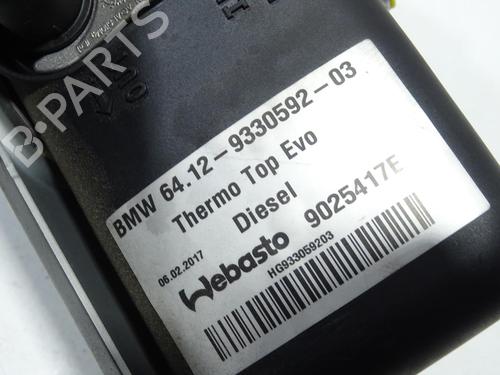 BMW 64.12-9330592-03
Thermo Top Evo
Diesel
06.02.2017
Webasto 9025417E
HG933059203
B-PARTS